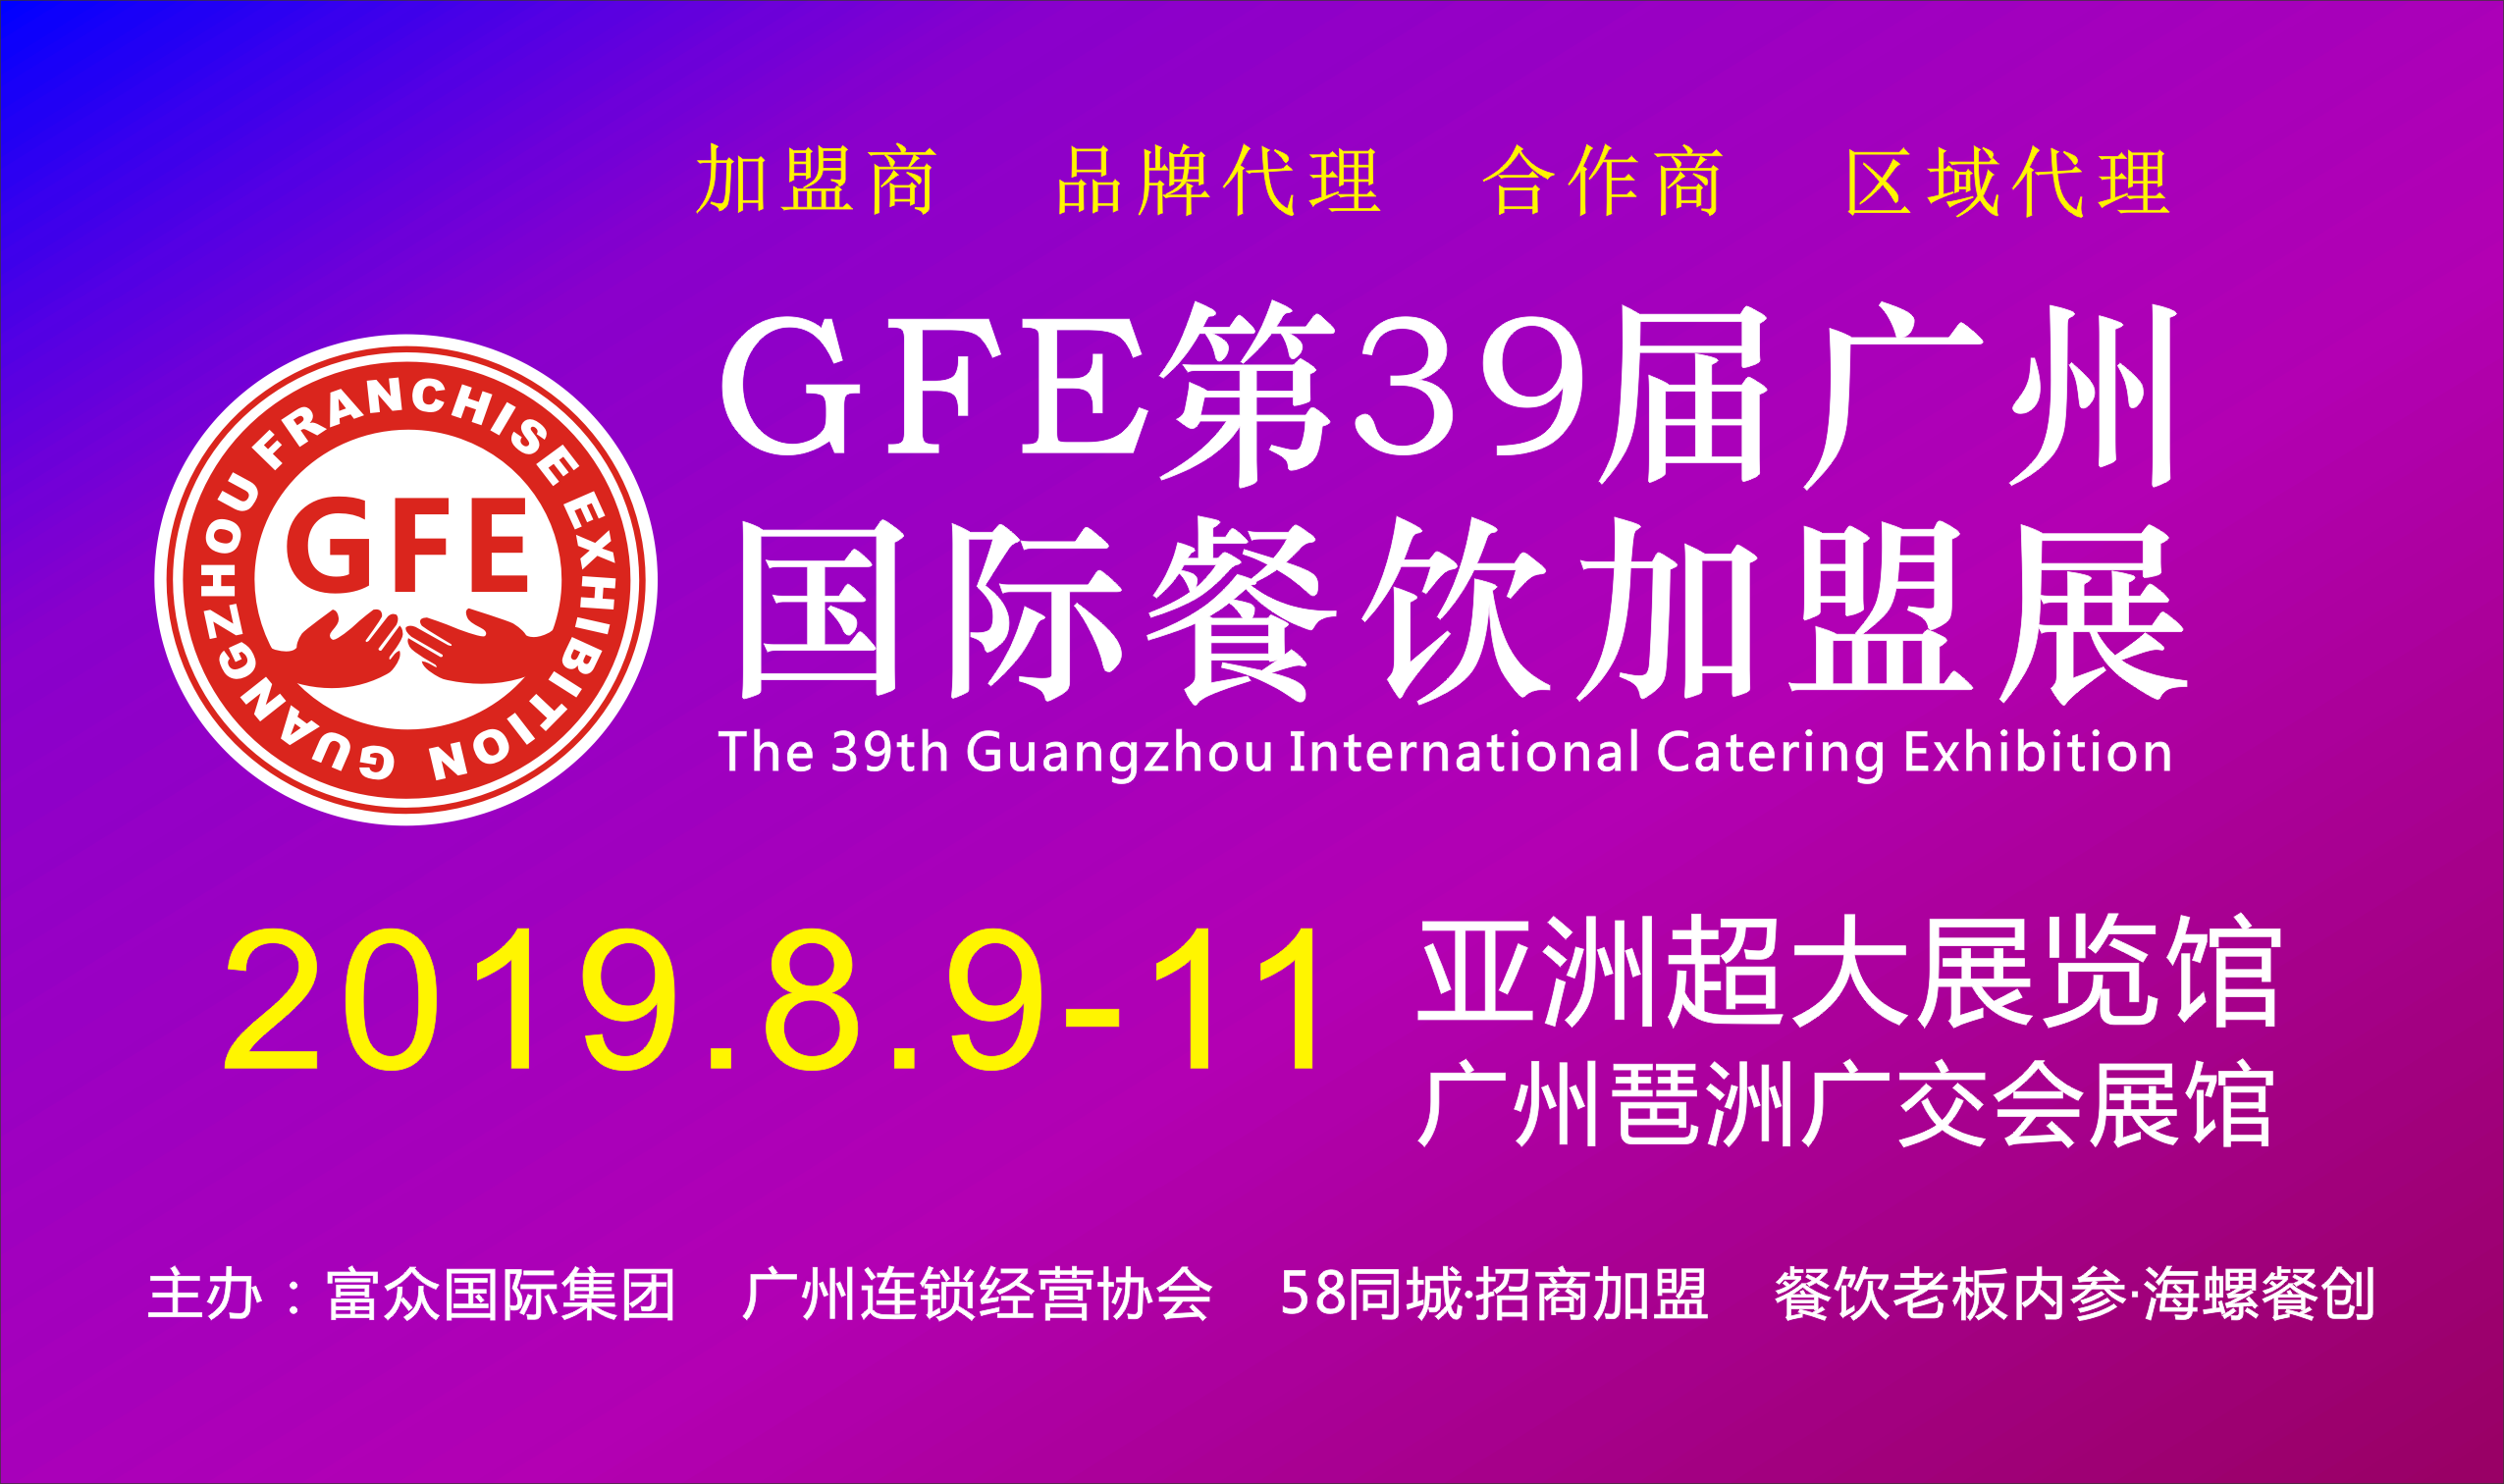 加盟商 品牌代理 合作商 区域代理
GFE第39届广州
国际餐饮加盟展
The 39th Guangzhou International Catering Exhibition
GUANGZHOU FRANCHISE EXHIBITION
GFE
2019.8.9-11
亚洲超大展览馆
广州琶洲广交会展馆
主办：富众国际集团 广州连锁经营协会 58同城·招商加盟 餐饮老板内参·海螺餐创